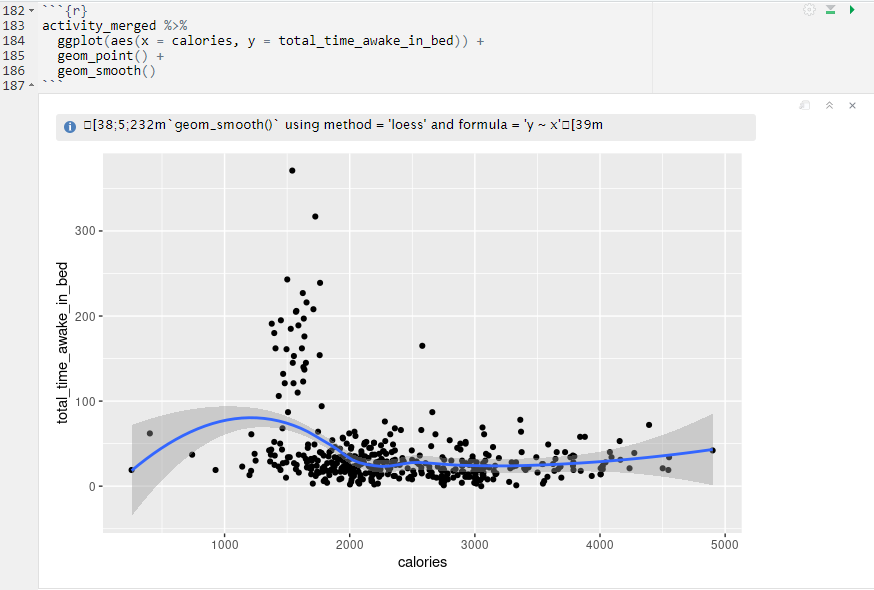 182 ```{r}
183 activity_merged %>%
184 ggplot(aes(x = calories, y = total_time_awake_in_bed)) +
185 geom_point() +
186 geom_smooth()
187 ```
□[38;5;232m`geom_smooth()` using method = 'loess' and formula = 'y ~ x'□[39m
total_time_awake_in_bed
300
200
100
0
1000 2000 3000 4000 5000
calories